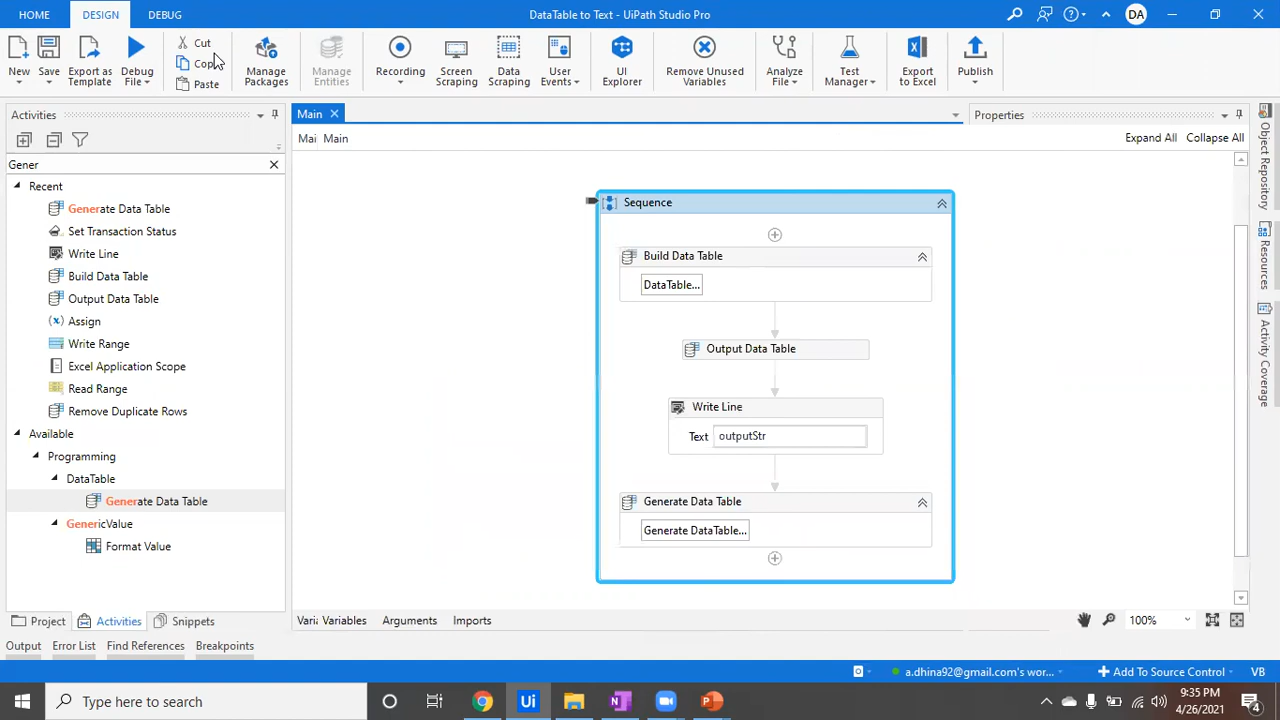 HOME DESIGN DEBUG DataTable to Text - UiPath Studio Pro DA
New Save Export as Template Debug File Cut Copy Paste Manage Packages Manage Entities Recording Screen Scraping Data Scraping User Events UI Explorer Remove Unused Variables Analyze File Test Manager Export to Excel Publish
Activities Main Properties
Mai Main Expand All Collapse All
Gener
Recent
Generate Data Table
Set Transaction Status
Write Line
Build Data Table
Output Data Table
Assign
Write Range
Excel Application Scope
Read Range
Remove Duplicate Rows
Available
Programming
DataTable
Generate Data Table
GenericValue
Format Value
Sequence
Build Data Table
DataTable...
Output Data Table
Write Line
Text outputStr
Generate Data Table
Generate DataTable...
Object Repository
Resources
Activity Coverage
Project Activities Snippets Varia Variables Arguments Imports 100%
Output Error List Find References Breakpoints
a.dhina92@gmail.com's wor... Add To Source Control VB
Type here to search
9:35 PM
4/26/2021
4